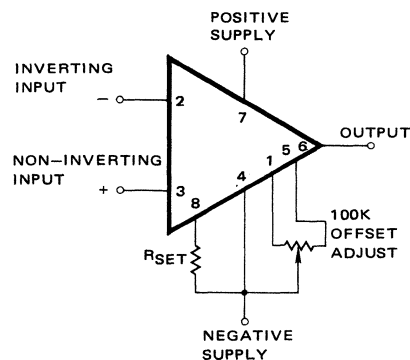 POSITIVE
SUPPLY
INVERTING
INPUT
−
2
7
NON−INVERTING
INPUT
+
3
8
4
1
5
6
OUTPUT
RSET
100K
OFFSET
ADJUST
NEGATIVE
SUPPLY